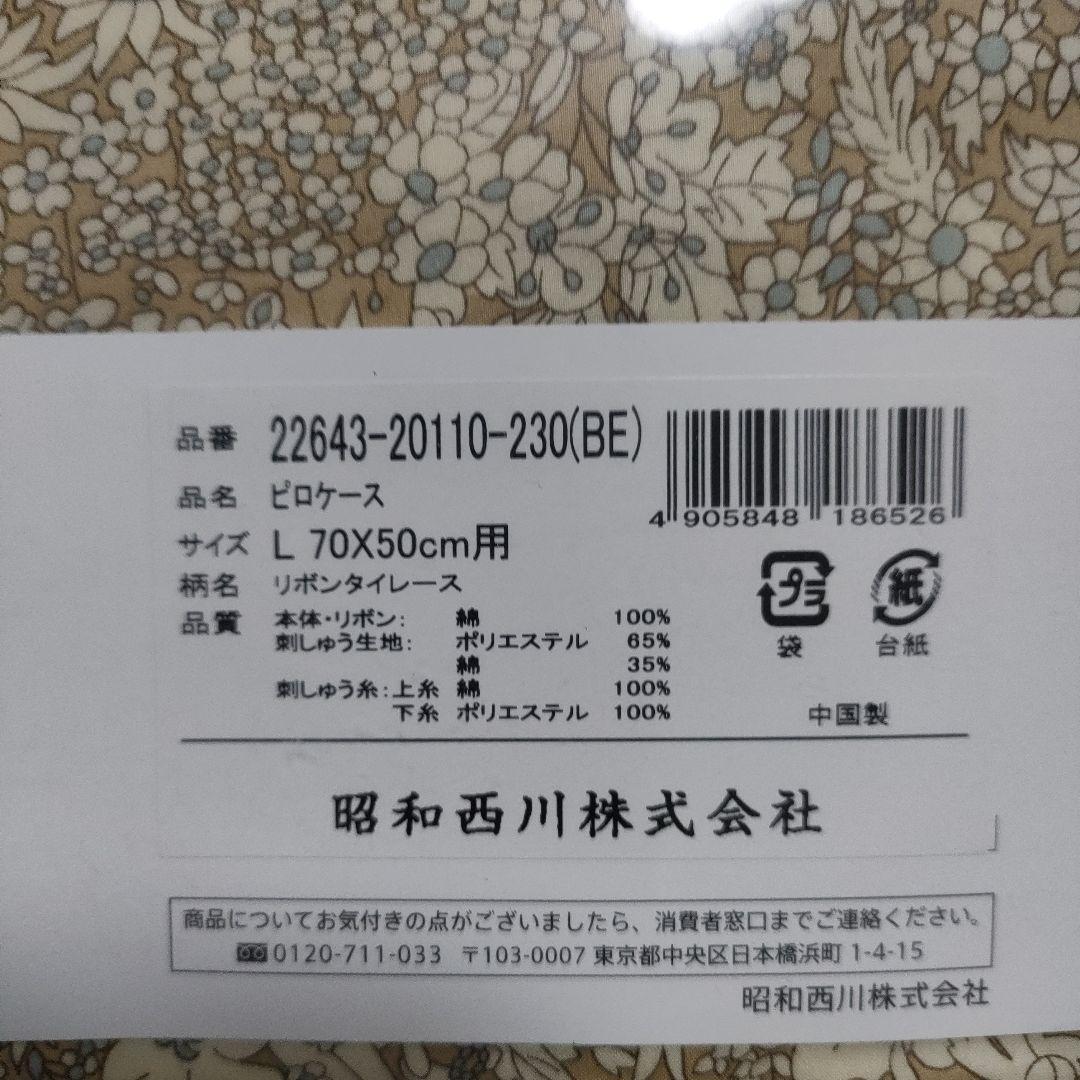 品番 22643-20110-230(BE)
品名 ピロケース
サイズ L 70X50cm用
柄名 リボンタイレース
品質 本体・リボン: 綿 100%
刺しゅう生地: ポリエステル 65%
綿 35%
刺しゅう糸:上糸 綿 100%
下糸 ポリエステル 100%
4 905848 186526
プラ 紙
袋 台紙
中国製
昭和西川株式会社
商品についてお気付きの点がございましたら、消費者窓口までご連絡ください。
0120-711-033 〒103-0007 東京都中央区日本橋浜町 1-4-15
昭和西川株式会社